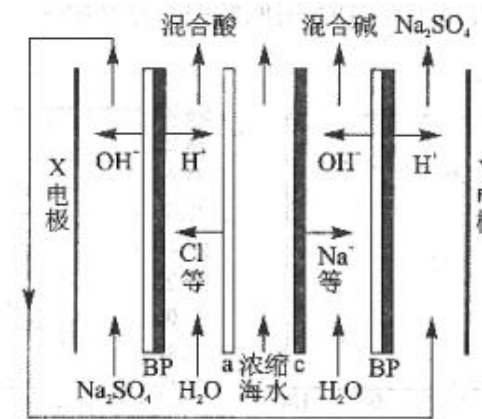 混合酸 混合碱 Na₂SO₄
OH⁻ H⁺ OH⁻ H⁺
X
电
极
Cl
等
Na⁻
等
极
BP a 浓缩 c BP
Na₂SO₄ H₂O 海水 H₂O